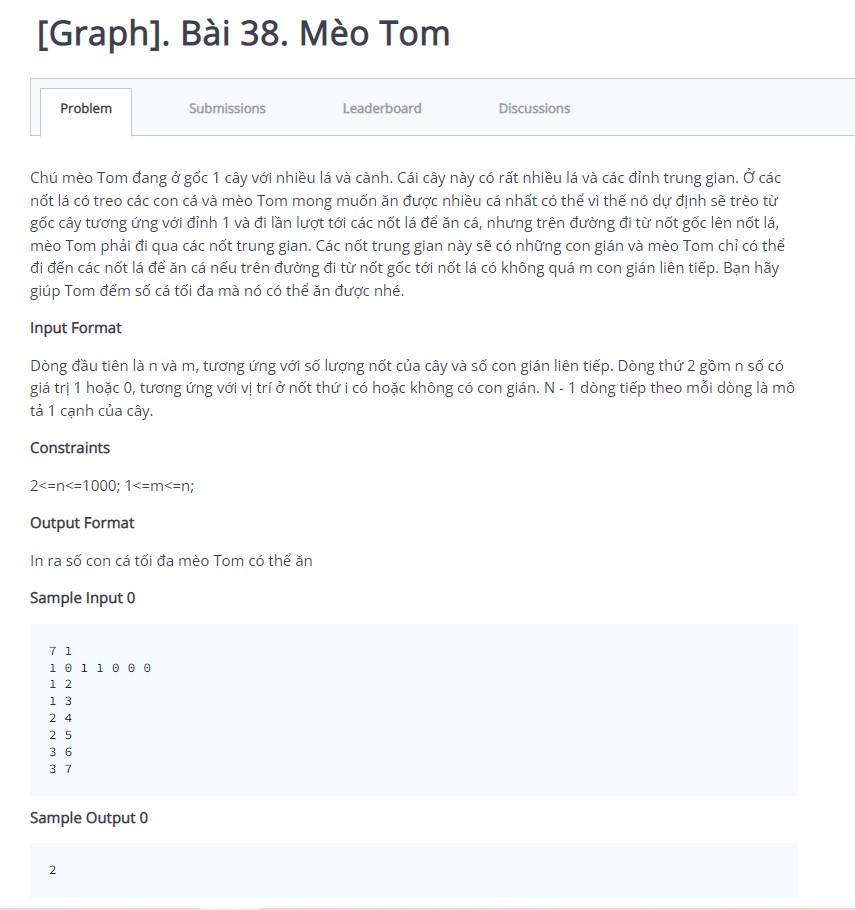 [Graph]. Bài 38. Mèo Tom
Problem
Submissions
Leaderboard
Discussions
Chú mèo Tom đang ở gốc 1 cây với nhiều lá và cành. Cái cây này có rất nhiều lá và các đỉnh trung gian. Ở các
nốt lá có treo các con cá và mèo Tom mong muốn ăn được nhiều cá nhất có thể vì thế nó dự định sẽ trèo từ
gốc cây tương ứng với đỉnh 1 và đi lần lượt tới các nốt lá để ăn cá, nhưng trên đường đi từ nốt gốc lên nốt lá,
mèo Tom phải đi qua các nốt trung gian. Các nốt trung gian này sẽ có những con gián và mèo Tom chỉ có thể
đi đến các nốt lá để ăn cá nếu trên đường đi từ nốt gốc tới nốt lá có không quá m con gián liên tiếp. Bạn hãy
giúp Tom đếm số cá tối đa mà nó có thể ăn được nhé.
Input Format
Dòng đầu tiên là n và m, tương ứng với số lượng nốt của cây và số con gián liên tiếp. Dòng thứ 2 gồm n số có
giá trị 1 hoặc 0, tương ứng với vị trí ở nốt thứ i có hoặc không có con gián. N - 1 dòng tiếp theo mỗi dòng là mô
tả 1 cạnh của cây.
Constraints
2<=n<=1000; 1<=m<=n;
Output Format
In ra số con cá tối đa mèo Tom có thể ăn
Sample Input 0
7 1
1 0 1 1 0 0 0
1 2
1 3
2 4
2 5
3 6
3 7
Sample Output 0
2